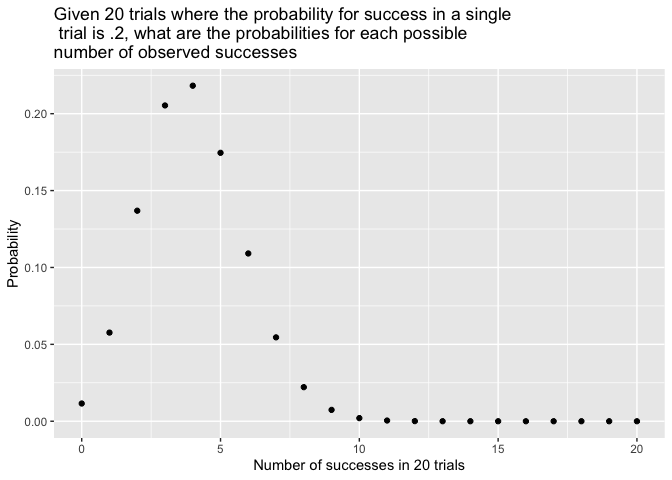 Given 20 trials where the probability for success in a single
trial is .2, what are the probabilities for each possible
number of observed successes
0.20
0.15
0.10
0.05
0.00
Probability
0 5 10 15 20
Number of successes in 20 trials